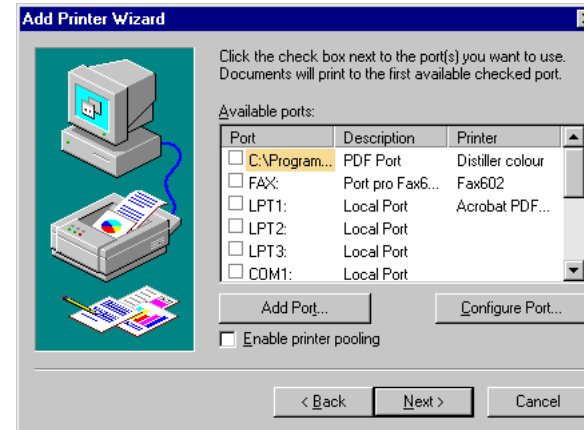 Add Printer Wizard
Click the check box next to the port(s) you want to use.
Documents will print to the first available checked port.
Available ports:
Port Description Printer
C:\Program... PDF Port Distiller colour
FAX: Port pro Fax6... Fax602
LPT1: Local Port Acrobat PDF...
LPT2: Local Port
LPT3: Local Port
COM1: Local Port
Add Port... Configure Port...
Enable printer pooling
< Back Next > Cancel